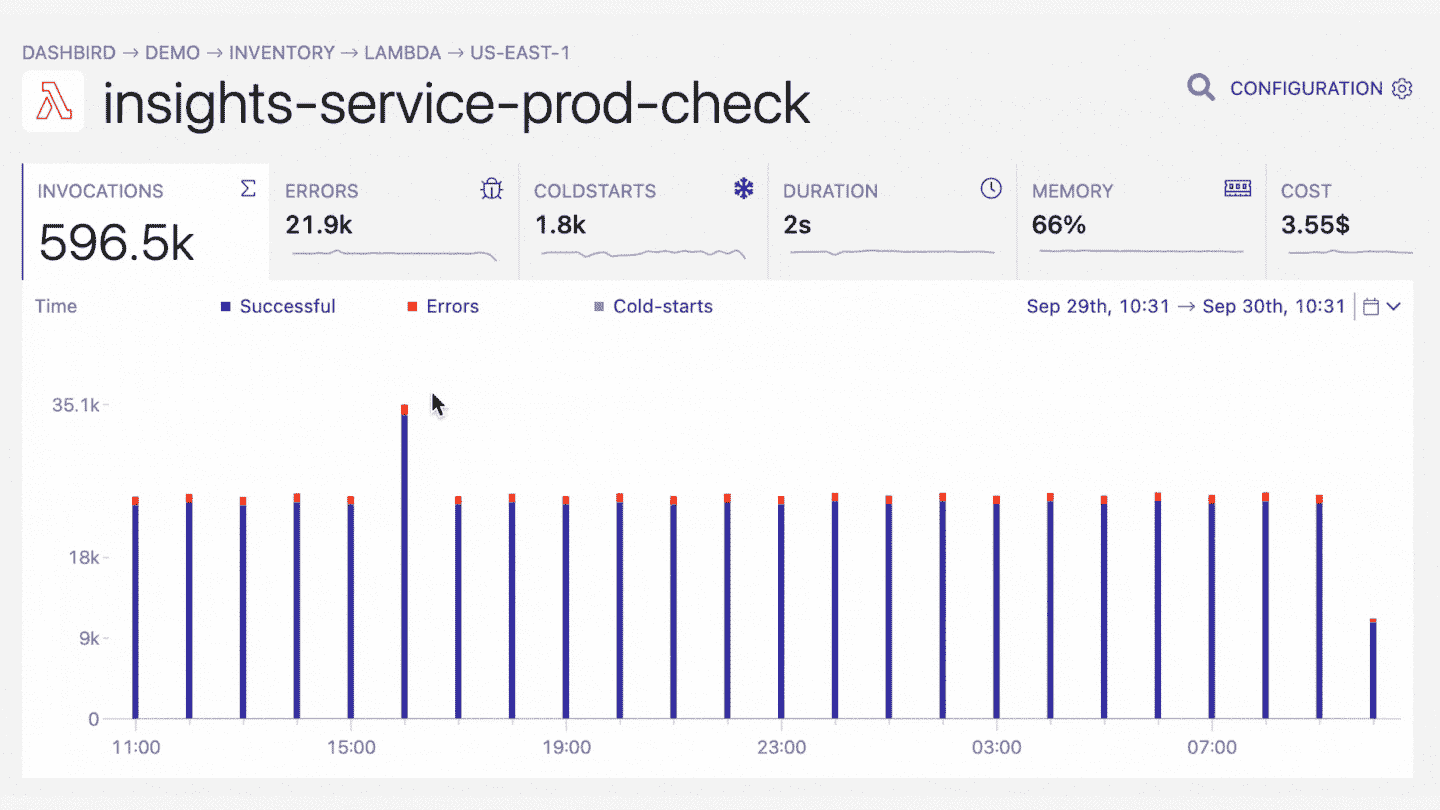 DASHBIRD → DEMO → INVENTORY → LAMBDA → US-EAST-1
insights-service-prod-check
CONFIGURATION
INVOCATIONS Σ
596.5k
ERRORS
21.9k
COLDSTARTS
1.8k
DURATION
2s
MEMORY
66%
COST
3.55$
Time
Successful
Errors
Cold-starts
Sep 29th, 10:31 → Sep 30th, 10:31
35.1k
18k
9k
0
11:00 15:00 19:00 23:00 03:00 07:00